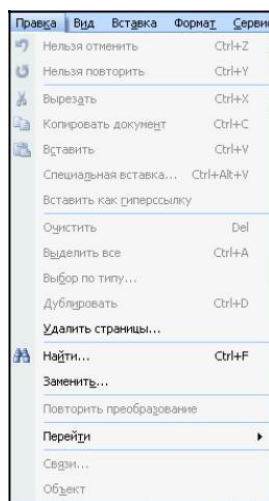 Правка Вид Вставка Формат Сервис
Нельзя отменить Ctrl+Z
Нельзя повторить Ctrl+Y
Вырезать Ctrl+X
Копировать документ Ctrl+C
Вставить Ctrl+V
Специальная вставка... Ctrl+Alt+V
Вставить как гиперссылку
Очистить Del
Выделить все Ctrl+A
Выбор по типу...
Дублировать Ctrl+D
Удалить страницы...
Найти... Ctrl+F
Заменить...
Повторить преобразование
Перейти
Связи...
Объект